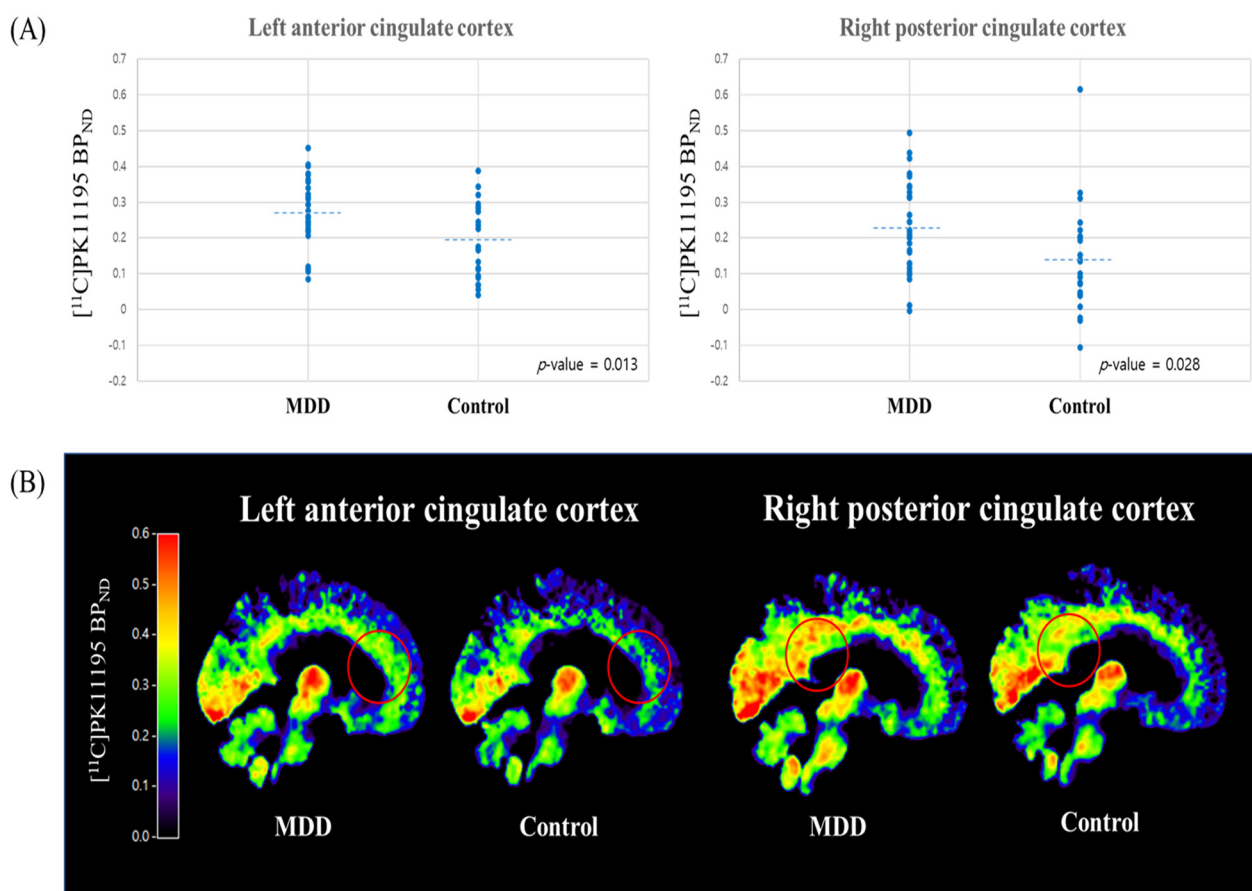 (A)
Left anterior cingulate cortex
[¹¹C]PK11195 BP_ND
0.7
0.6
0.5
0.4
0.3
0.2
0.1
0
-0.1
-0.2
p-value = 0.013
MDD Control
Right posterior cingulate cortex
[¹¹C]PK11195 BP_ND
0.7
0.6
0.5
0.4
0.3
0.2
0.1
0
-0.1
-0.2
p-value = 0.028
MDD Control
(B)
Left anterior cingulate cortex Right posterior cingulate cortex
[¹¹C]PK11195 BP_ND
0.6
0.5
0.4
0.3
0.2
0.1
0.0
MDD Control MDD Control